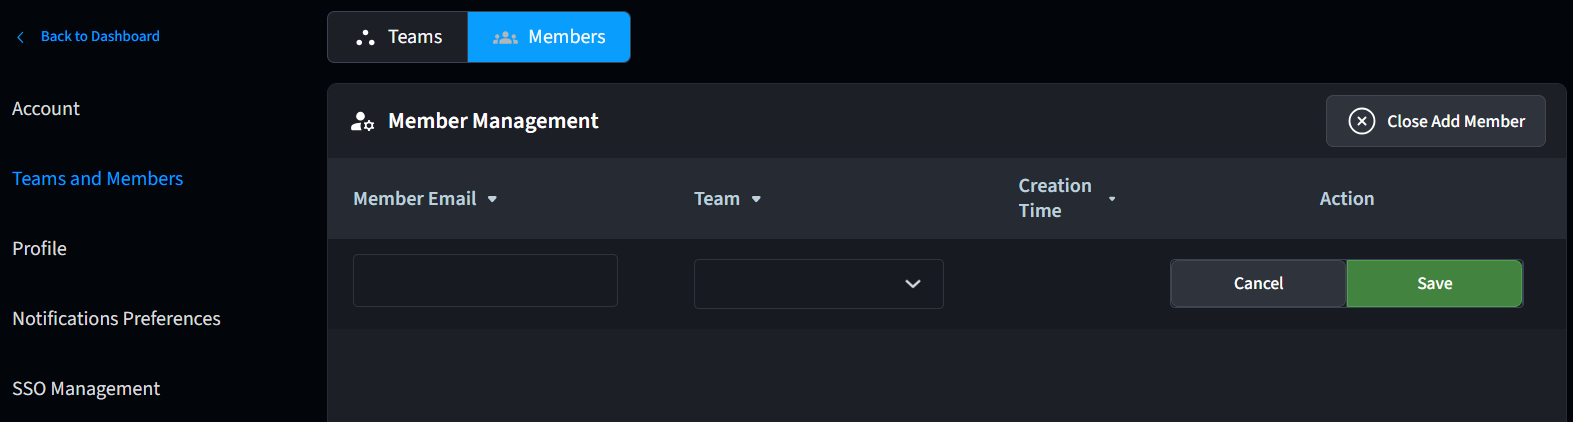 Back to Dashboard
Teams
Members
Account
Teams and Members
Profile
Notifications Preferences
SSO Management
Member Management
Close Add Member
Member Email
Team
Creation
Time
Action
Cancel
Save